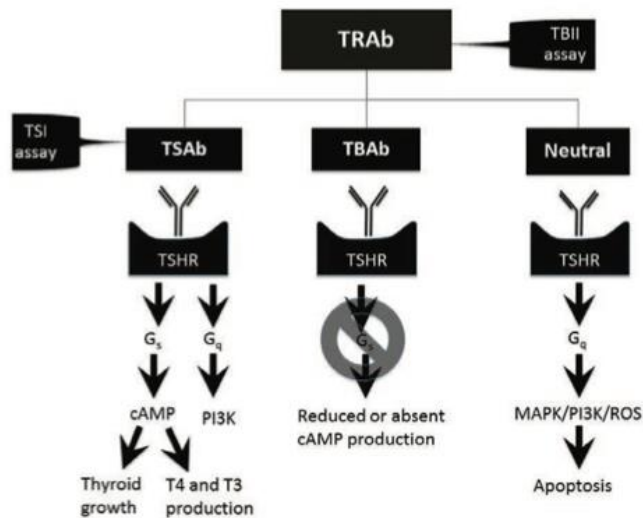 TRAb
TBII
assay
TSI
assay
TSAb
TBAb
Neutral
TSHR
TSHR
TSHR
Gs
Gq
Gs
Gq
cAMP
PI3K
Reduced or absent
cAMP production
MAPK/PI3K/ROS
Thyroid
growth
T4 and T3
production
Apoptosis